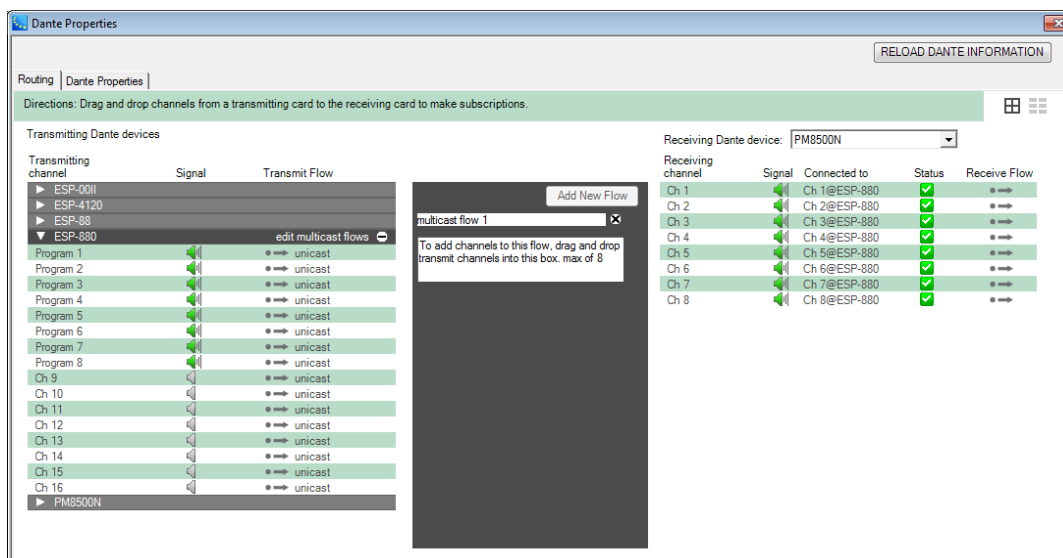 Dante Properties
RELOAD DANTE INFORMATION
Routing Dante Properties
Directions: Drag and drop channels from a transmitting card to the receiving card to make subscriptions.
Transmitting Dante devices
Transmitting channel Signal Transmit Flow
ESP-00II
ESP-4120
ESP-88
ESP-880 edit multicast flows
Program 1 unicast
Program 2 unicast
Program 3 unicast
Program 4 unicast
Program 5 unicast
Program 6 unicast
Program 7 unicast
Program 8 unicast
Ch 9 unicast
Ch 10 unicast
Ch 11 unicast
Ch 12 unicast
Ch 13 unicast
Ch 14 unicast
Ch 15 unicast
Ch 16 unicast
PM8500N
Add New Flow
multicast flow 1
To add channels to this flow, drag and drop
transmit channels into this box. max of 8
Receiving Dante device: PM8500N
Receiving channel Signal Connected to Status Receive Flow
Ch 1 Ch 1@ESP-880
Ch 2 Ch 2@ESP-880
Ch 3 Ch 3@ESP-880
Ch 4 Ch 4@ESP-880
Ch 5 Ch 5@ESP-880
Ch 6 Ch 6@ESP-880
Ch 7 Ch 7@ESP-880
Ch 8 Ch 8@ESP-880